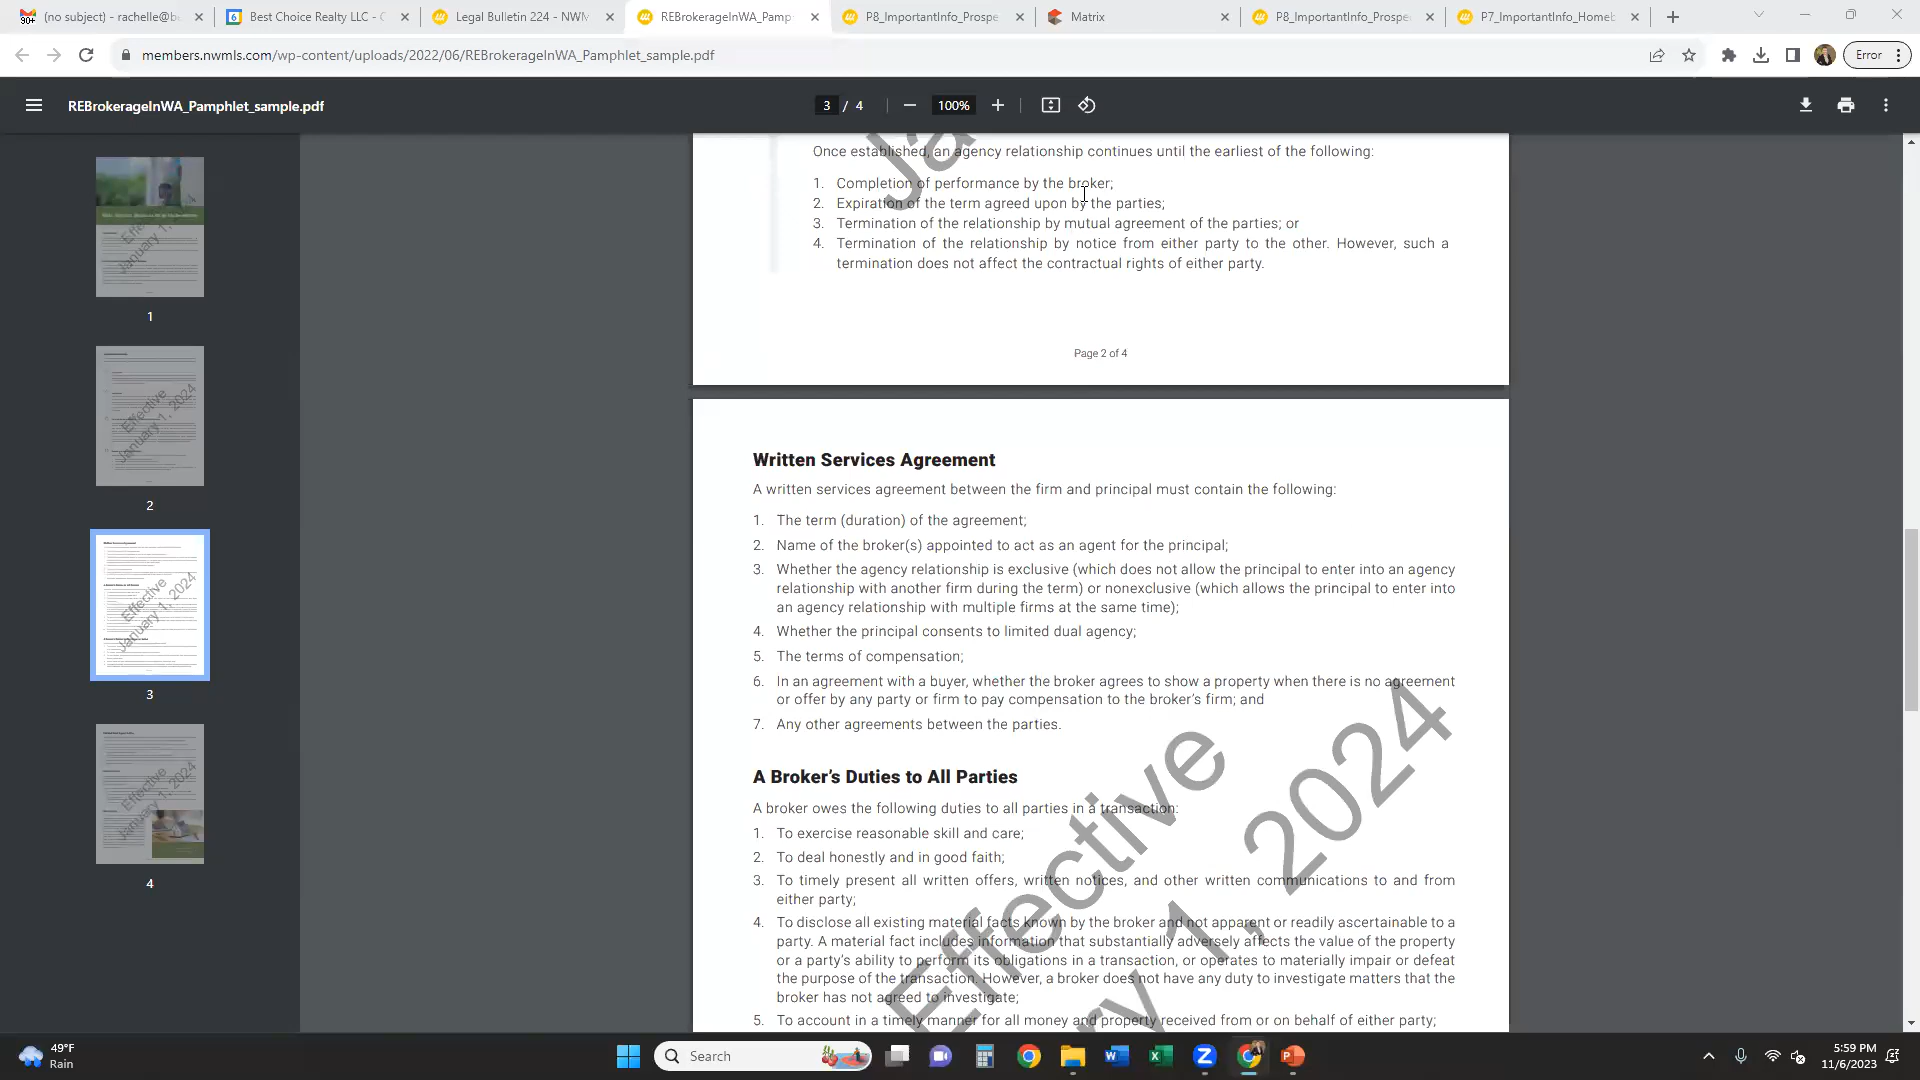 90+
(no subject) - rachelle@b
6
Best Choice Realty LLC - C
Legal Bulletin 224 - NWM
REBrokerageInWA_Pamp
P8_ImportantInfo_Prospe
Matrix
P8_ImportantInfo_Prospe
P7_ImportantInfo_Homeb
members.nwmls.com/wp-content/uploads/2022/06/REBrokerageInWA_Pamphlet_sample.pdf
Error
REBrokerageInWA_Pamphlet_sample.pdf
3 / 4
100%
1
2
3
4
Effective
January 1, 2024
Effective
January 1, 2024
Effective
January 1, 2024
Effective
January 1, 2024
Once established, an agency relationship continues until the earliest of the following:
1. Completion of performance by the broker;
2. Expiration of the term agreed upon by the parties;
3. Termination of the relationship by mutual agreement of the parties; or
4. Termination of the relationship by notice from either party to the other. However, such a
termination does not affect the contractual rights of either party.
Page 2 of 4
Written Services Agreement
A written services agreement between the firm and principal must contain the following:
1. The term (duration) of the agreement;
2. Name of the broker(s) appointed to act as an agent for the principal;
3. Whether the agency relationship is exclusive (which does not allow the principal to enter into an agency
relationship with another firm during the term) or nonexclusive (which allows the principal to enter into
an agency relationship with multiple firms at the same time);
4. Whether the principal consents to limited dual agency;
5. The terms of compensation;
6. In an agreement with a buyer, whether the broker agrees to show a property when there is no agreement
or offer by any party or firm to pay compensation to the broker's firm; and
7. Any other agreements between the parties.
A Broker's Duties to All Parties
A broker owes the following duties to all parties in a transaction:
1. To exercise reasonable skill and care;
2. To deal honestly and in good faith;
3. To timely present all written offers, written notices, and other written communications to and from
either party;
4. To disclose all existing material facts known by the broker and not apparent or readily ascertainable to a
party. A material fact includes information that substantially adversely affects the value of the property
or a party's ability to perform its obligations in a transaction, or operates to materially impair or defeat
the purpose of the transaction. However, a broker does not have any duty to investigate matters that the
broker has not agreed to investigate;
5. To account in a timely manner for all money and property received from or on behalf of either party;
Ja
Effective
y 1, 2024
49°F
Rain
Search
5:59 PM
11/6/2023